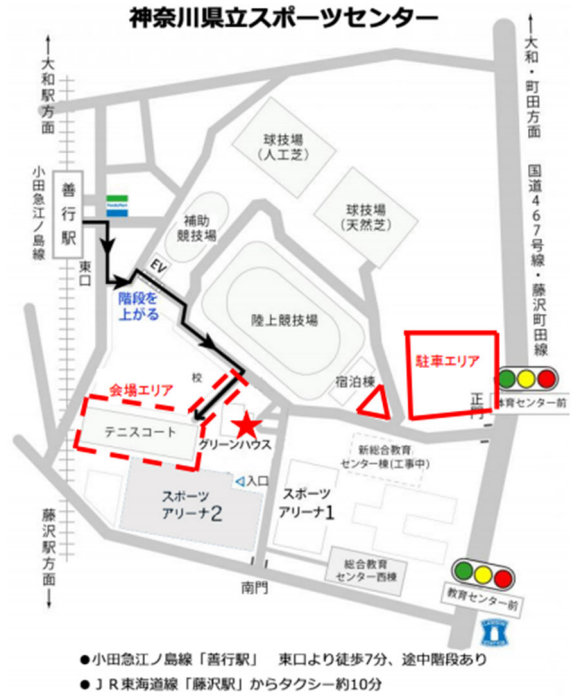 神奈川県立スポーツセンター
大和駅方面
大和・町田方面
国道467号線・藤沢町田線
球技場
(人工芝)
球技場
(天然芝)
小田急江ノ島線
善行駅
FamilyMart
補助
競技場
東口
EV
階段を
上がる
陸上競技場
駐車エリア
宿泊棟
校
会場エリア
正門
体育センター前
テニスコート
グリーンハウス
新総合教育
センター棟(工事中)
入口
スポーツ
アリーナ2
スポーツ
アリーナ1
藤沢駅方面
総合教育
センター西棟
南門
教育センター前
●小田急江ノ島線「善行駅」 東口より徒歩7分、途中階段あり
●JR東海道線「藤沢駅」からタクシー約10分